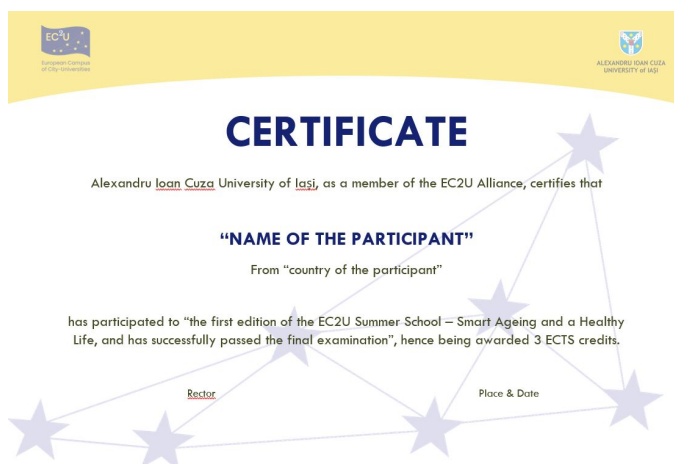 EC2U
European Campus
of City-Universities
ALEXANDRU IOAN CUZA
UNIVERSITY of IAȘI
CERTIFICATE
Alexandru Ioan Cuza University of Iași, as a member of the EC2U Alliance, certifies that
“NAME OF THE PARTICIPANT”
From “country of the participant”
has participated to “the first edition of the EC2U Summer School – Smart Ageing and a Healthy
Life, and has successfully passed the final examination”, hence being awarded 3 ECTS credits.
Rector
Place & Date